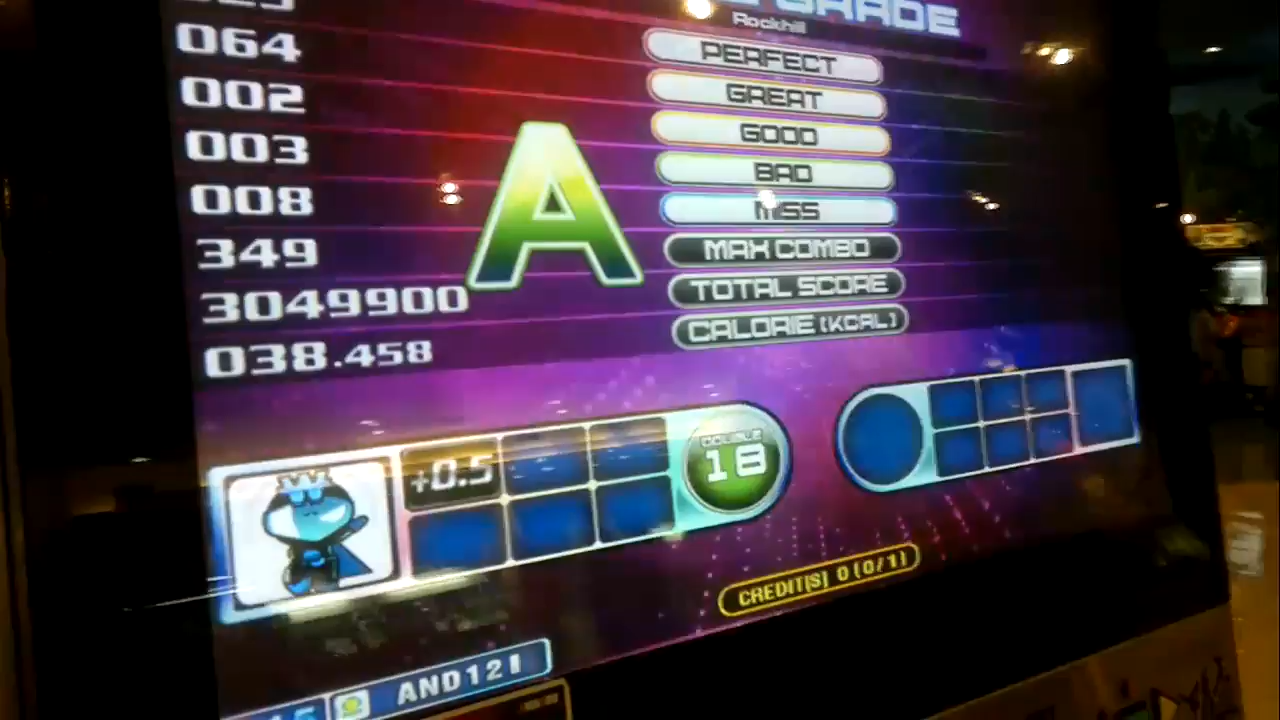 GRADE
Rockhill
PERFECT
064
GREAT
002
GOOD
003
BAD
008
MISS
349
MAX COMBO
3049900
TOTAL SCORE
038.458
CALORIE (KCAL)
A
+0.5
DOUBLE
18
CREDIT(S) 0 (0/1)
AND121